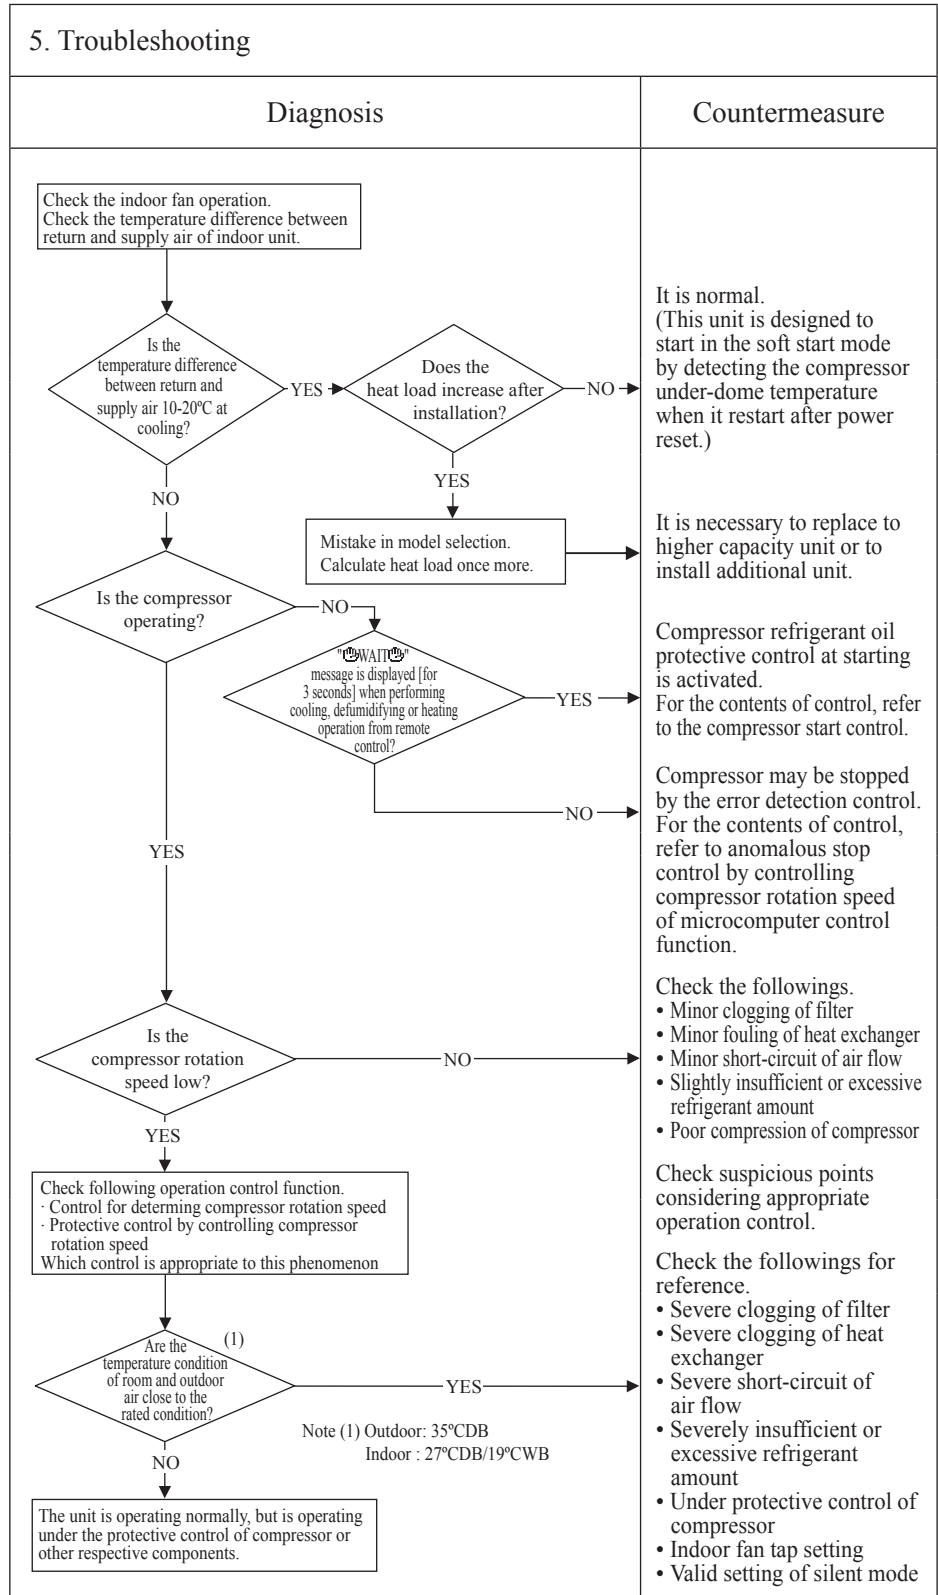 5. Troubleshooting
Diagnosis
Countermeasure
Check the indoor fan operation.
Check the temperature difference between
return and supply air of indoor unit.
Is the
temperature difference
between return and
supply air 10-20ºC at
cooling?
YES
Does the
heat load increase after
installation?
NO
It is normal.
(This unit is designed to
start in the soft start mode
by detecting the compressor
under-dome temperature
when it restart after power
reset.)
YES
NO
Mistake in model selection.
Calculate heat load once more.
It is necessary to replace to
higher capacity unit or to
install additional unit.
Is the compressor
operating?
NO
"WAIT"
message is displayed [for
3 seconds] when performing
cooling, defumidifying or heating
operation from remote
control?
YES
Compressor refrigerant oil
protective control at starting
is activated.
For the contents of control, refer
to the compressor start control.
NO
Compressor may be stopped
by the error detection control.
For the contents of control,
refer to anomalous stop
control by controlling
compressor rotation speed
of microcomputer control
function.
YES
Is the
compressor rotation
speed low?
NO
Check the followings.
• Minor clogging of filter
• Minor fouling of heat exchanger
• Minor short-circuit of air flow
• Slightly insufficient or excessive
refrigerant amount
• Poor compression of compressor
YES
Check following operation control function.
· Control for determing compressor rotation speed
· Protective control by controlling compressor
rotation speed
Which control is appropriate to this phenomenon
Check suspicious points
considering appropriate
operation control.
(1)
Are the
temperature condition
of room and outdoor
air close to the
rated condition?
YES
Check the followings for
reference.
• Severe clogging of filter
• Severe clogging of heat
exchanger
• Severe short-circuit of
air flow
• Severely insufficient or
excessive refrigerant
amount
• Under protective control of
compressor
• Indoor fan tap setting
• Valid setting of silent mode
Note (1) Outdoor: 35ºCDB
Indoor : 27ºCDB/19ºCWB
NO
The unit is operating normally, but is operating
under the protective control of compressor or
other respective components.